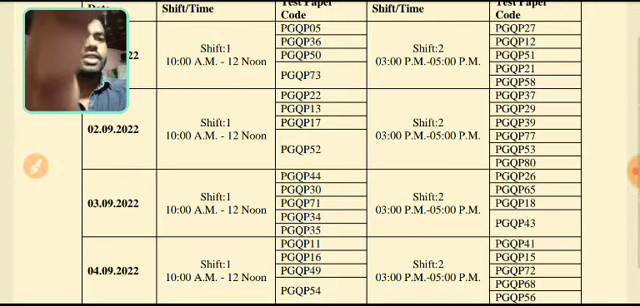 Date Shift/Time Test Paper Code Shift/Time Test Paper Code
22 Shift:1 10:00 A.M. - 12 Noon PGQP05 Shift:2 03:00 P.M.-05:00 P.M. PGQP27
PGQP36 PGQP12
PGQP50 PGQP51
PGQP73 PGQP21
PGQP58
02.09.2022 Shift:1 10:00 A.M. - 12 Noon PGQP22 Shift:2 03:00 P.M.-05:00 P.M. PGQP37
PGQP13 PGQP29
PGQP17 PGQP39
PGQP52 PGQP77
PGQP53
PGQP80
03.09.2022 Shift:1 10:00 A.M. - 12 Noon PGQP44 Shift:2 03:00 P.M.-05:00 P.M. PGQP26
PGQP30 PGQP65
PGQP71 PGQP18
PGQP34 PGQP43
PGQP35
04.09.2022 Shift:1 10:00 A.M. - 12 Noon PGQP11 Shift:2 03:00 P.M.-05:00 P.M. PGQP41
PGQP16 PGQP15
PGQP49 PGQP72
PGQP54 PGQP68
PGQP56